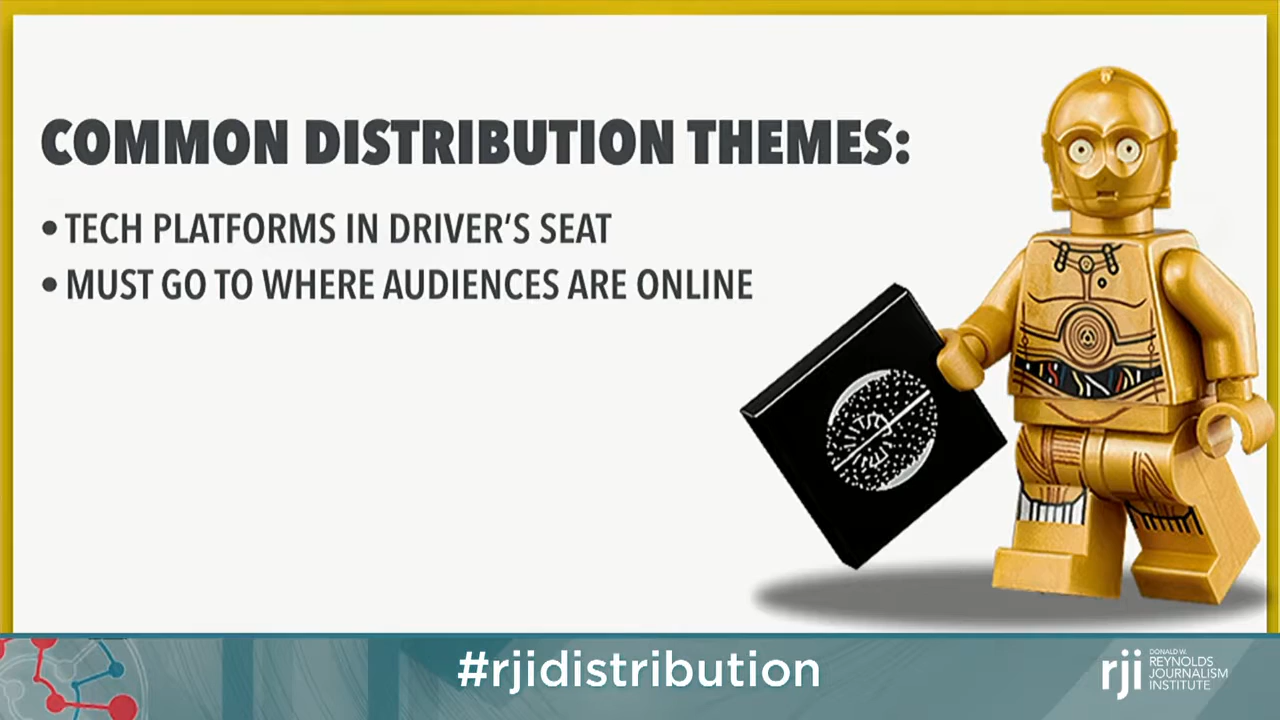 COMMON DISTRIBUTION THEMES:
• TECH PLATFORMS IN DRIVER'S SEAT
• MUST GO TO WHERE AUDIENCES ARE ONLINE
#rjidistribution
rji
DONALD W.
REYNOLDS
JOURNALISM
INSTITUTE